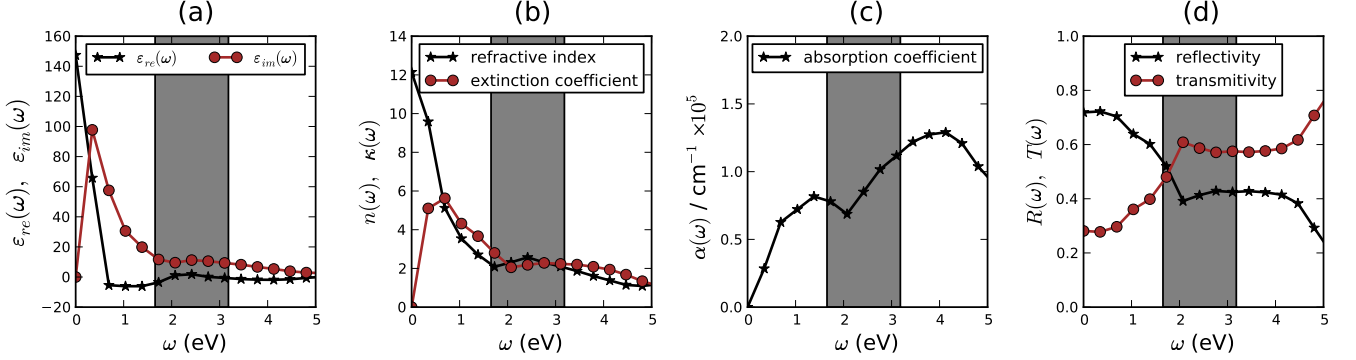 (a)
ε_re(ω), ε_im(ω)
160
140
120
100
80
60
40
20
0
−20
ε_re(ω)
ε_im(ω)
0 1 2 3 4 5
ω (eV)
(b)
n(ω), κ(ω)
14
12
10
8
6
4
2
0
refractive index
extinction coefficient
0 1 2 3 4 5
ω (eV)
(c)
α(ω) / cm⁻¹ ×10⁵
2.0
1.5
1.0
0.5
0.0
absorption coefficient
0 1 2 3 4 5
ω (eV)
(d)
R(ω), T(ω)
1.0
0.8
0.6
0.4
0.2
0.0
reflectivity
transmitivity
0 1 2 3 4 5
ω (eV)